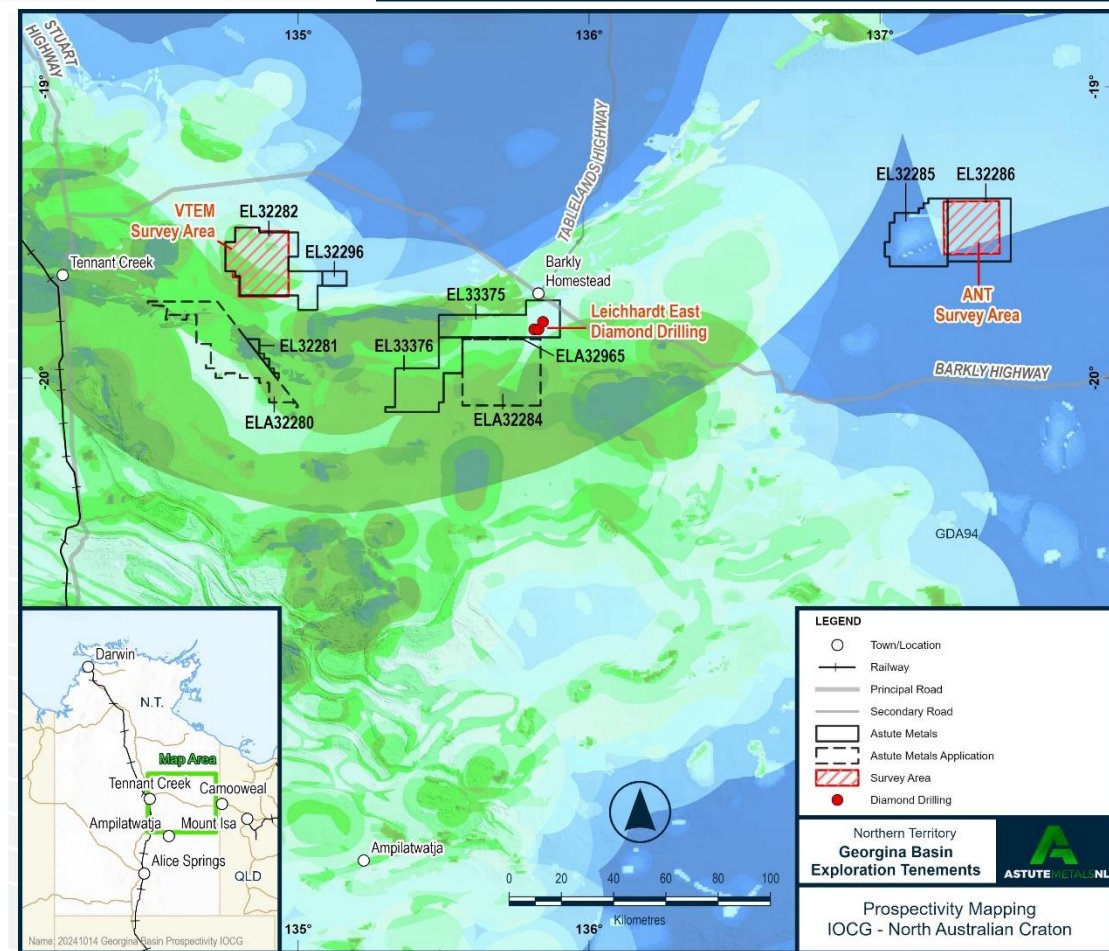 STUART
HIGHWAY
135°
136°
137°
-19°
-19°
TABLELANDS HIGHWAY
EL32285
EL32286
VTEM
Survey Area
EL32282
EL32296
Tennant Creek
Barkly
Homestead
EL33375
Leichhardt East
Diamond Drilling
ANT
Survey Area
EL32281
EL33376
ELA32965
BARKLY HIGHWAY
-20°
-20°
ELA32280
ELA32284
GDA94
Ampilatwatja
0 20 40 60 80 100
Kilometres
135°
136°
Darwin
N.T.
Map Area
Tennant Creek
Camooweal
Ampilatwatja
Mount Isa
Alice Springs
QLD
Name: 20241014 Georgina Basin Prospectivity IOCG
LEGEND
Town/Location
Railway
Principal Road
Secondary Road
Astute Metals
Astute Metals Application
Survey Area
Diamond Drilling
Northern Territory
Georgina Basin
Exploration Tenements
ASTUTEMETALSNL
Prospectivity Mapping
IOCG - North Australian Craton